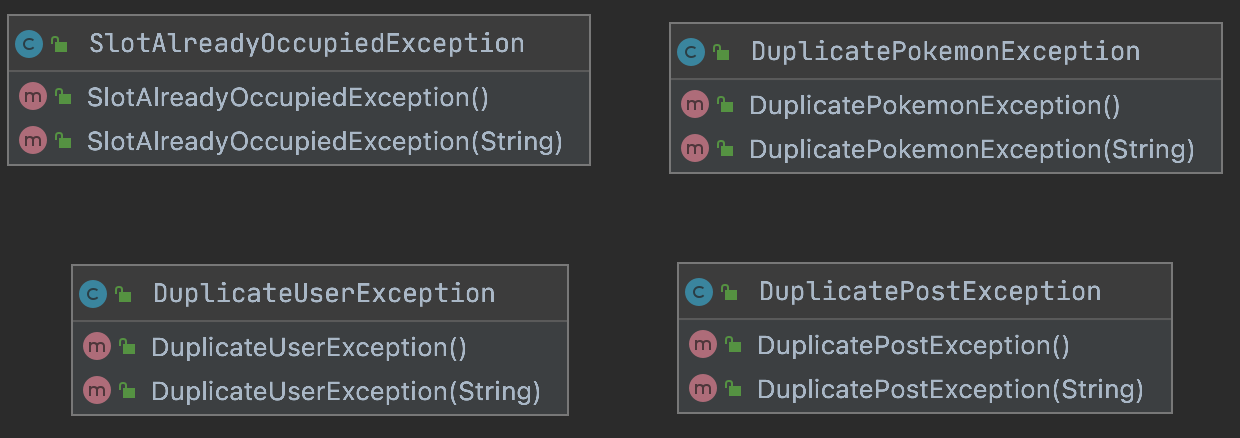 C SlotAlreadyOccupiedException
m SlotAlreadyOccupiedException()
m SlotAlreadyOccupiedException(String)
C DuplicatePokemonException
m DuplicatePokemonException()
m DuplicatePokemonException(String)
C DuplicateUserException
m DuplicateUserException()
m DuplicateUserException(String)
C DuplicatePostException
m DuplicatePostException()
m DuplicatePostException(String)